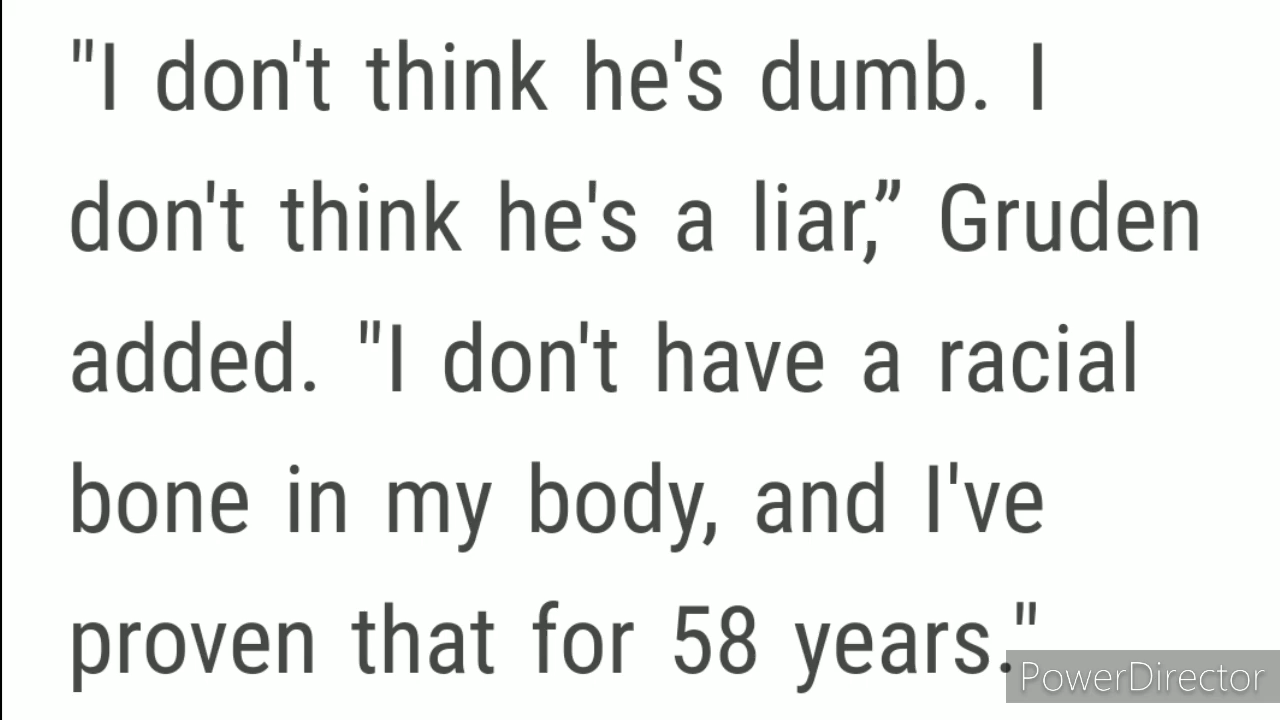 "I don't think he's dumb. I
don't think he's a liar,” Gruden
added. "I don't have a racial
bone in my body, and I've
proven that for 58 years."
PowerDirector